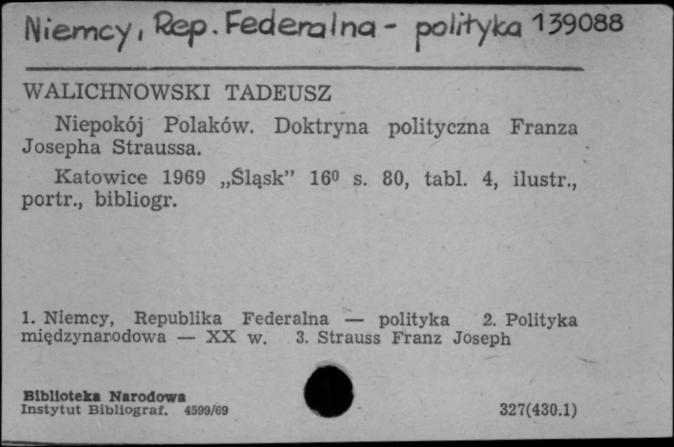 Niemcy, Rep. Federalna - polityka 139088
WALICHNOWSKI TADEUSZ
Niepokój Polaków. Doktryna polityczna Franza
Josepha Straussa.
Katowice 1969 „Śląsk” 16⁰ s. 80, tabl. 4, ilustr.,
portr., bibliogr.
1. Niemcy, Republika Federalna — polityka 2. Polityka
międzynarodowa — XX w. 3. Strauss Franz Joseph
Biblioteka Narodowa
Instytut Bibliograf. 4599/69 327(430.1)